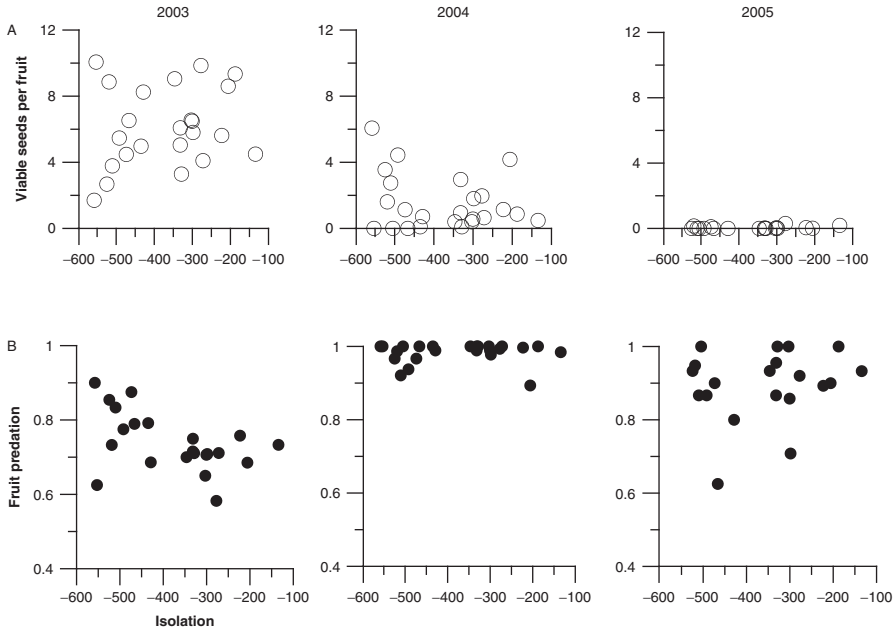 2003 2004 2005
A
Viable seeds per fruit
12 12 12
8 8 8
4 4 4
0 0 0
−600 −500 −400 −300 −200 −100 −600 −500 −400 −300 −200 −100 −600 −500 −400 −300 −200 −100
B
Fruit predation
1 1 1
0.8 0.8 0.8
0.6 0.6 0.6
0.4 0.4 0.4
−600 −500 −400 −300 −200 −100 −600 −500 −400 −300 −200 −100 −600 −500 −400 −300 −200 −100
Isolation